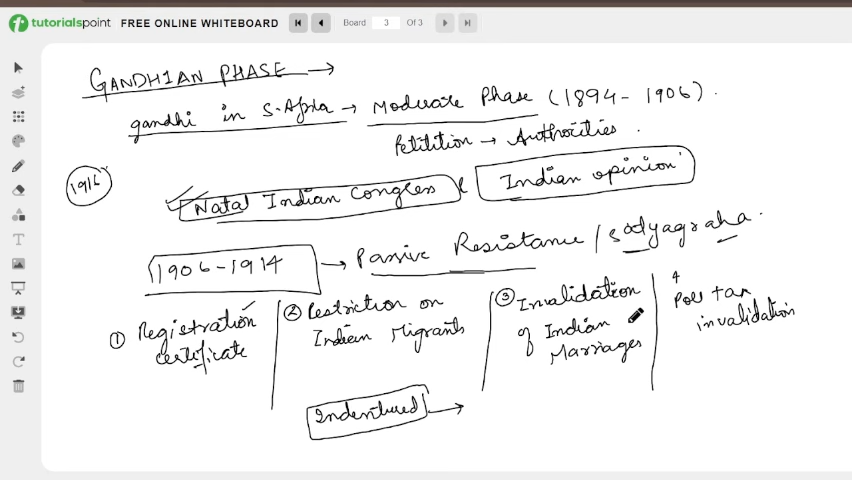 tutorialspoint FREE ONLINE WHITEBOARD Board 3 Of 3
GANDHIAN PHASE →
gandhi in S. Africa → Moderate Phase (1894 - 1906).
Petition → Authorities.
1915
Natal Indian Congress & Indian opinion
1906-1914 → Passive Resistance / satyagraha.
① Registration certificate
② Restriction on Indian Migrants
③ Invalidation of Indian Marriages
4 Poll tax invalidation
Indentured →